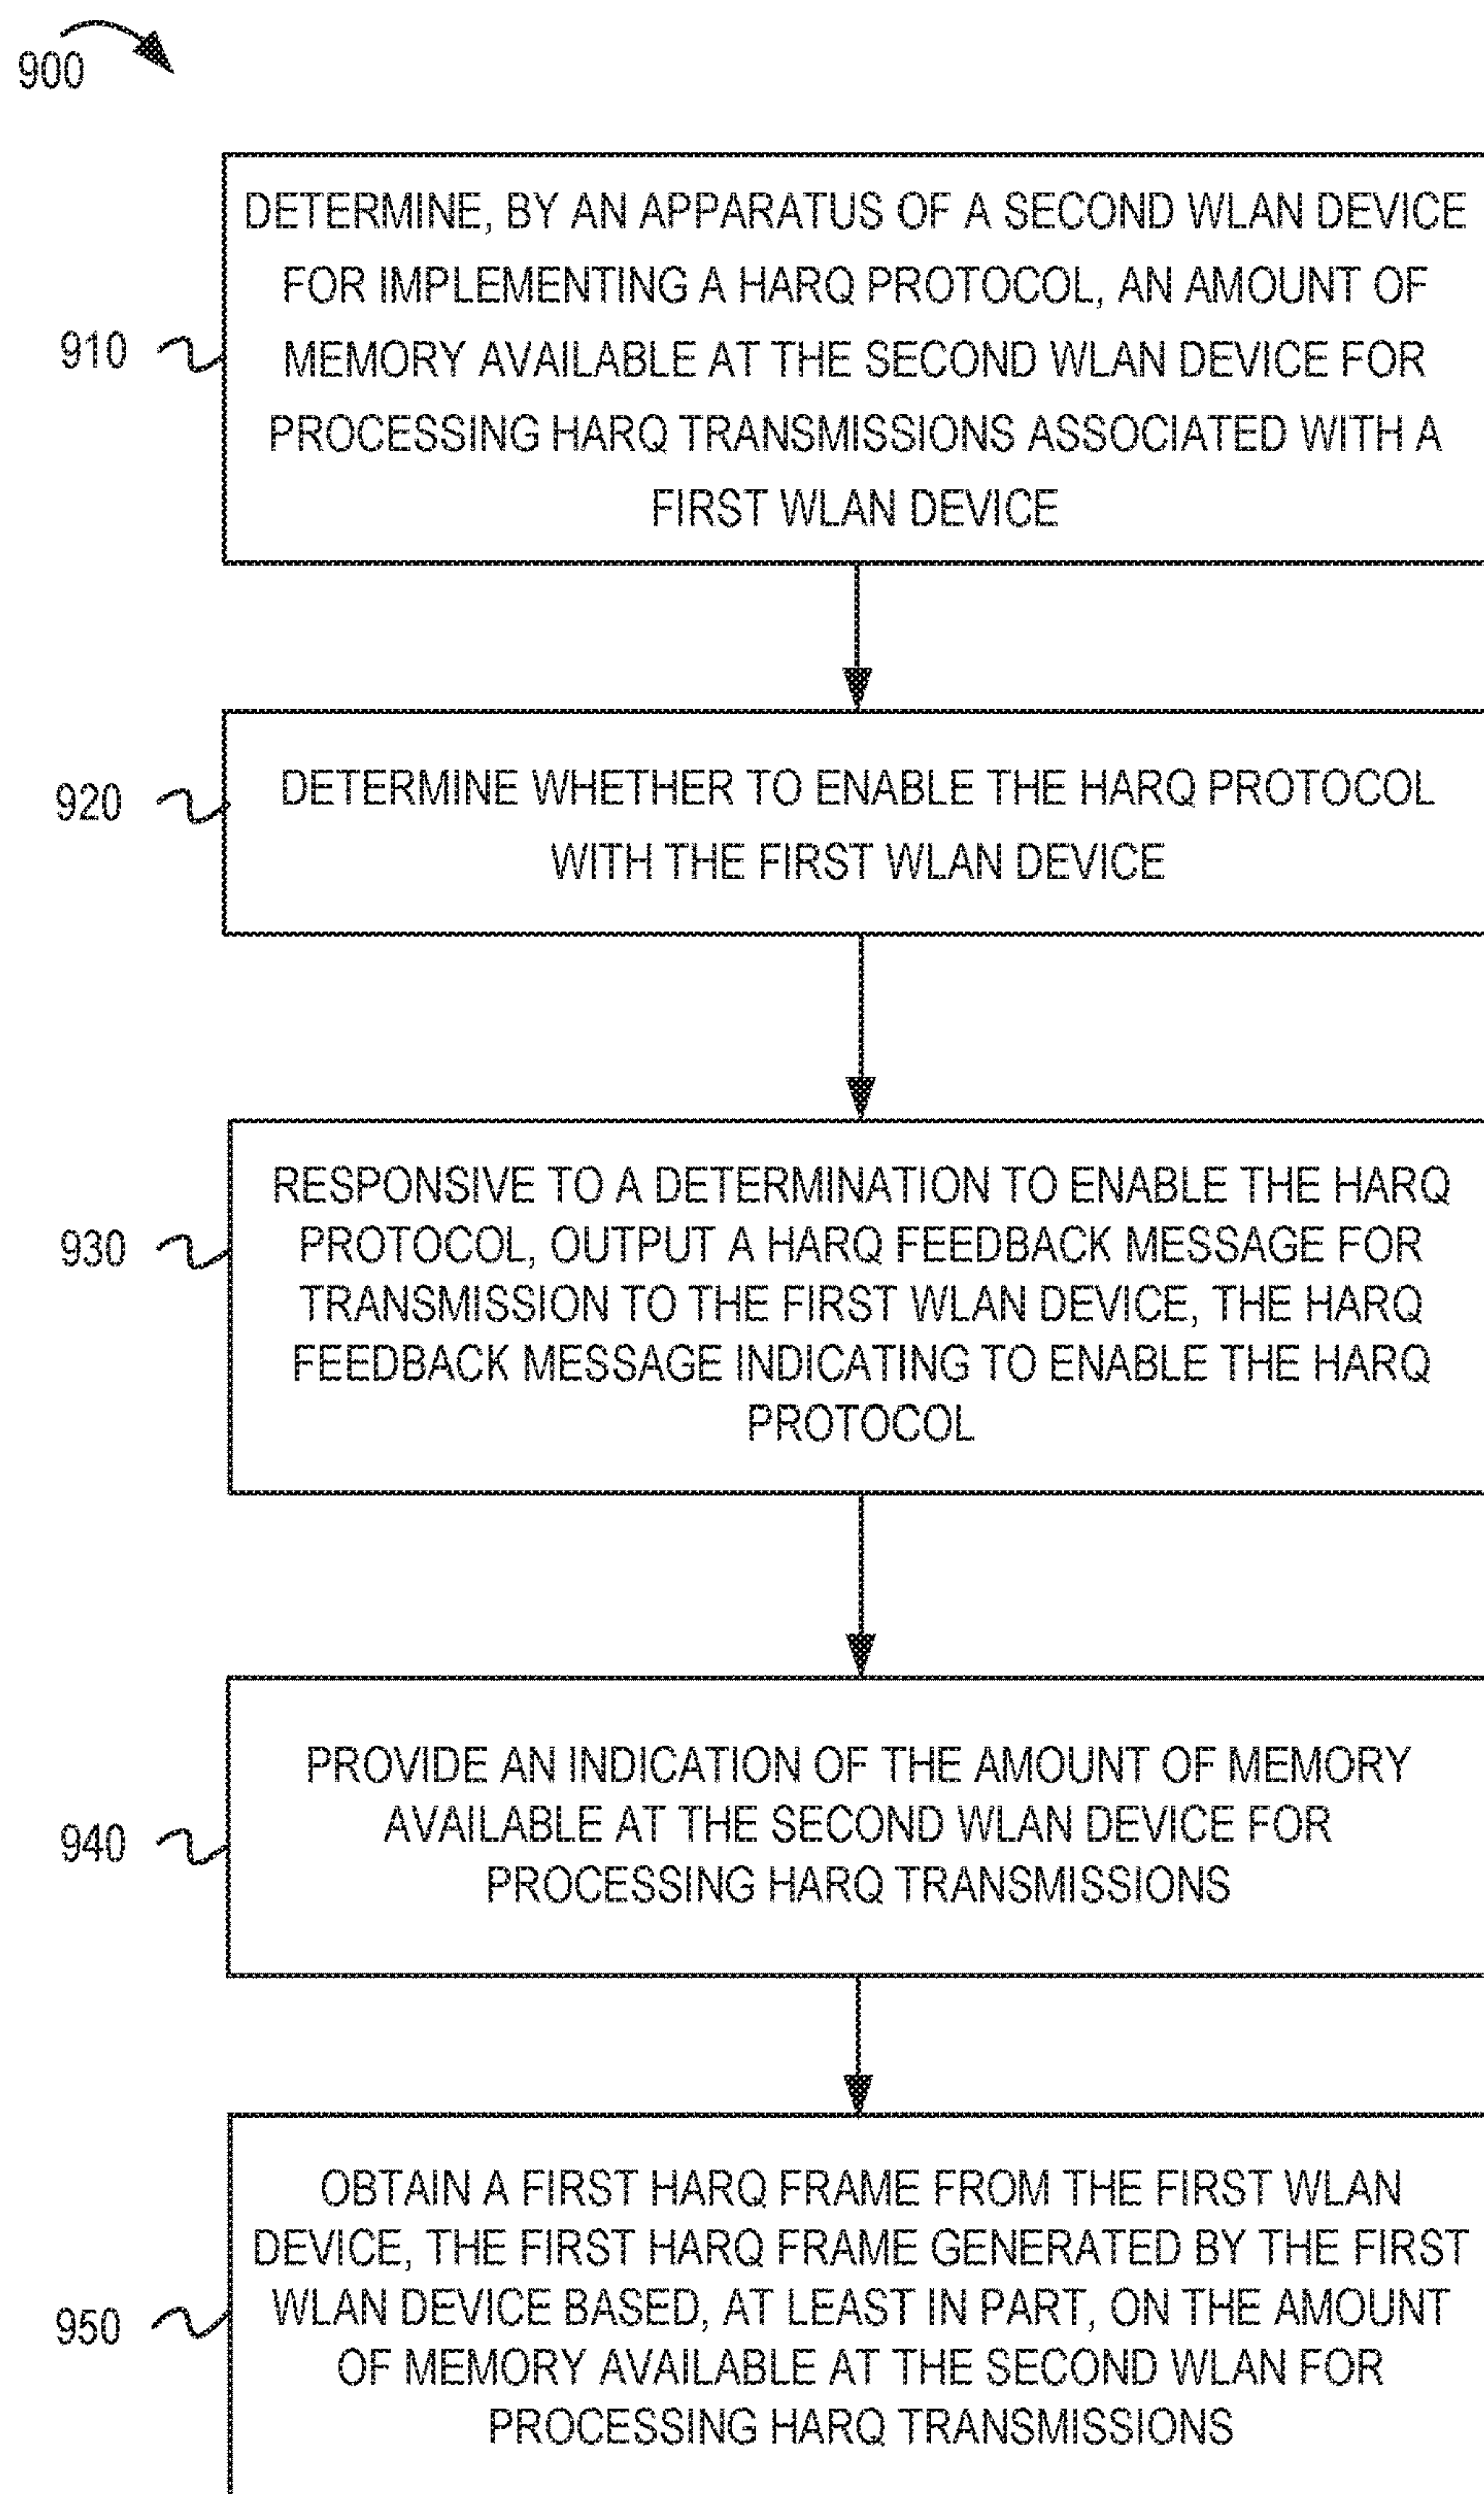 900
DETERMINE, BY AN APPARATUS OF A SECOND WLAN DEVICE
FOR IMPLEMENTING A HARQ PROTOCOL, AN AMOUNT OF
910
MEMORY AVAILABLE AT THE SECOND WLAN DEVICE FOR
PROCESSING HARQ TRANSMISSIONS ASSOCIATED WITH A
FIRST WLAN DEVICE
920
DETERMINE WHETHER TO ENABLE THE HARQ PROTOCOL
WITH THE FIRST WLAN DEVICE
930
RESPONSIVE TO A DETERMINATION TO ENABLE THE HARQ
PROTOCOL, OUTPUT A HARQ FEEDBACK MESSAGE FOR
TRANSMISSION TO THE FIRST WLAN DEVICE, THE HARQ
FEEDBACK MESSAGE INDICATING TO ENABLE THE HARQ
PROTOCOL
940
PROVIDE AN INDICATION OF THE AMOUNT OF MEMORY
AVAILABLE AT THE SECOND WLAN DEVICE FOR
PROCESSING HARQ TRANSMISSIONS
950
OBTAIN A FIRST HARQ FRAME FROM THE FIRST WLAN
DEVICE, THE FIRST HARQ FRAME GENERATED BY THE FIRST
WLAN DEVICE BASED, AT LEAST IN PART, ON THE AMOUNT
OF MEMORY AVAILABLE AT THE SECOND WLAN FOR
PROCESSING HARQ TRANSMISSIONS